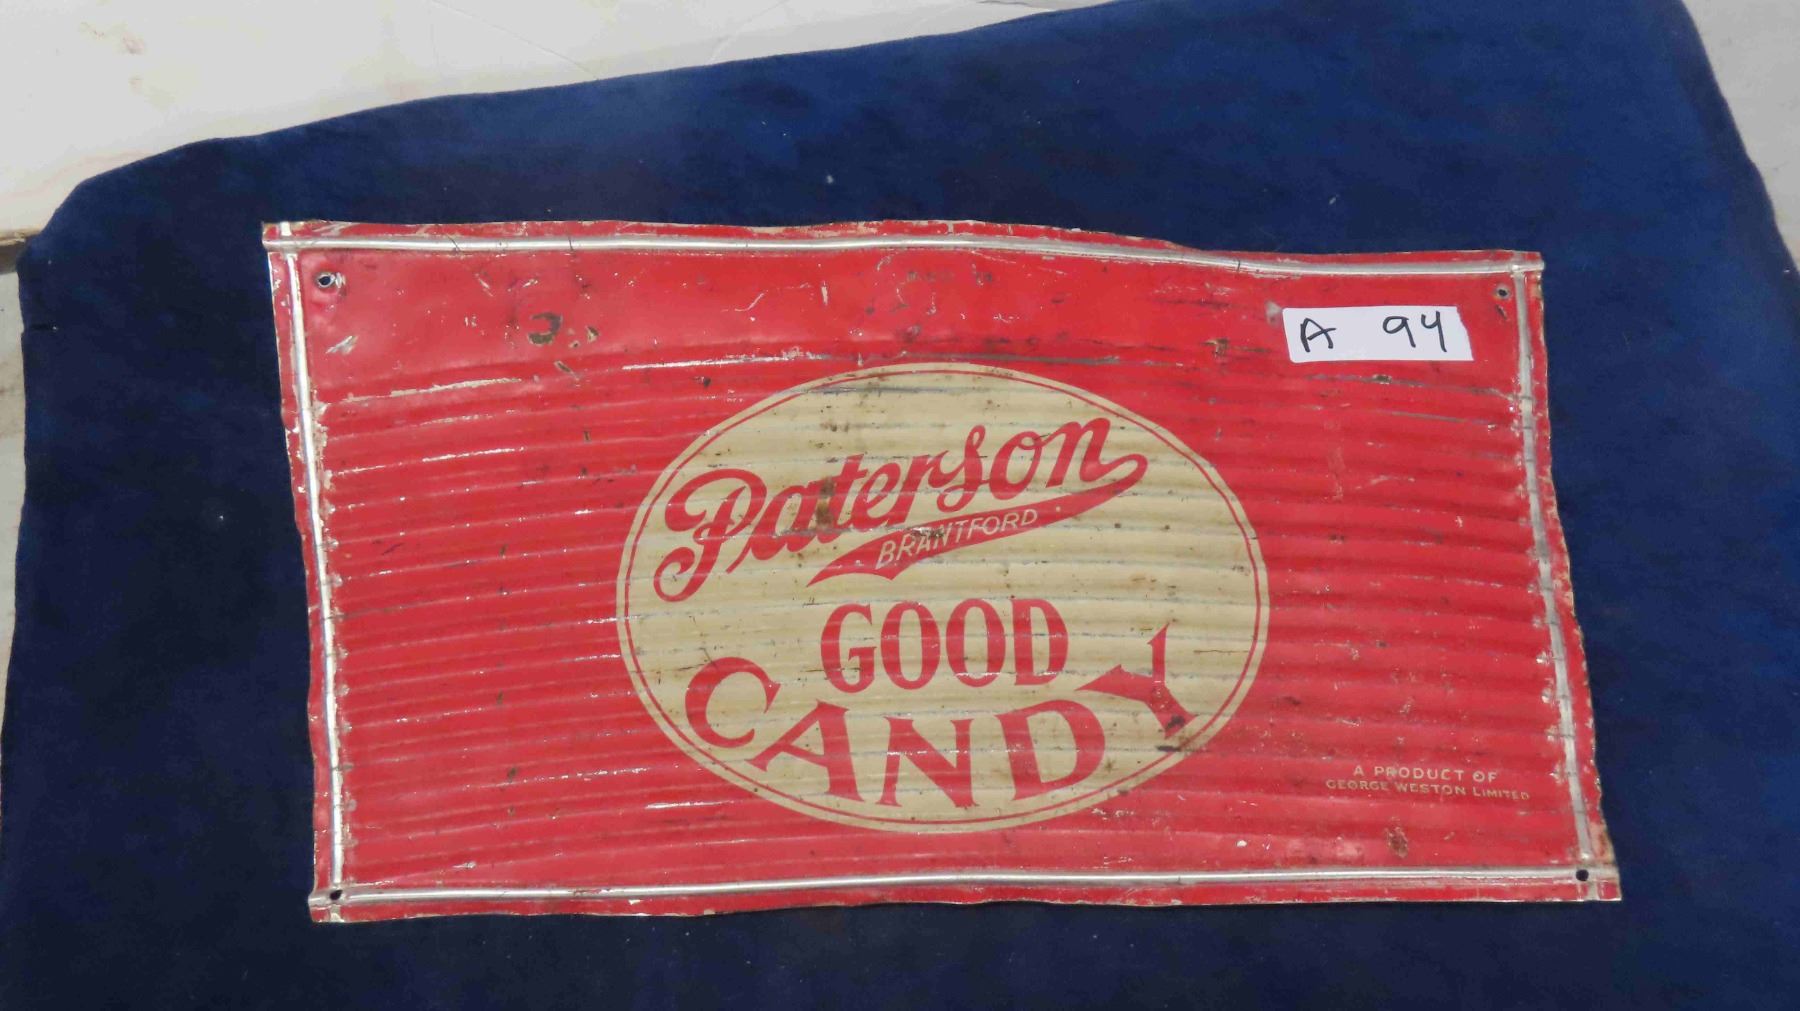 A 94
Paterson
BRANTFORD
GOOD
CANDY
A PRODUCT OF
GEORGE WESTON LIMITED